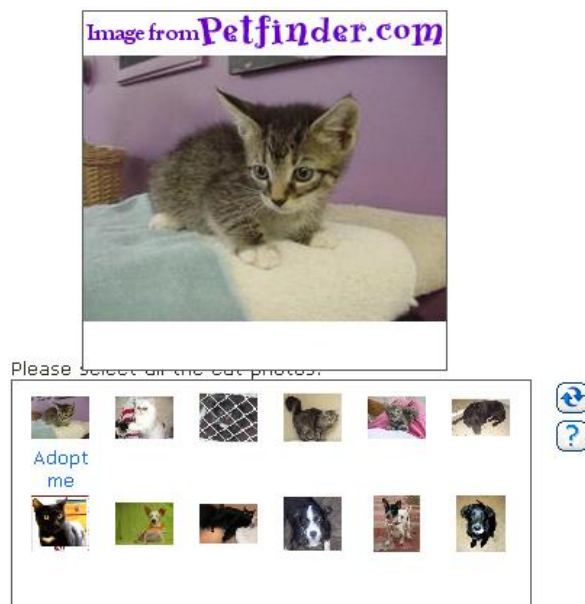 Image from Petfinder.com
Please select all the cat photos:
Adopt
me
?